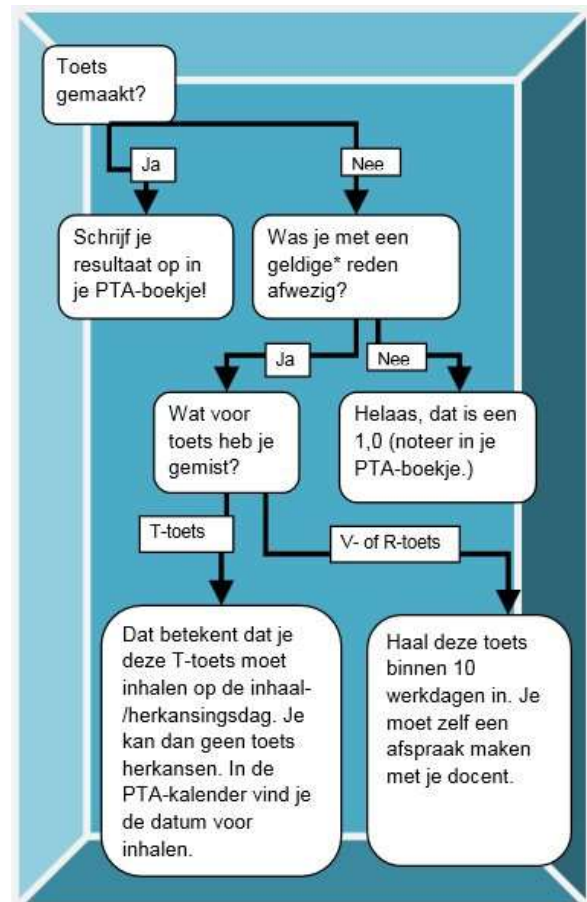 Toets
gemaakt?
Ja
Nee
Schrijf je
resultaat op in
je PTA-boekje!
Was je met een
geldige* reden
afwezig?
Ja
Nee
Wat voor
toets heb je
gemist?
Helaas, dat is een
1,0 (noteer in je
PTA-boekje.)
T-toets
V- of R-toets
Dat betekent dat je
deze T-toets moet
inhalen op de inhaal-
/herkansingsdag. Je
kan dan geen toets
herkansen. In de
PTA-kalender vind je
de datum voor
inhalen.
Haal deze toets
binnen 10
werkdagen in. Je
moet zelf een
afspraak maken
met je docent.